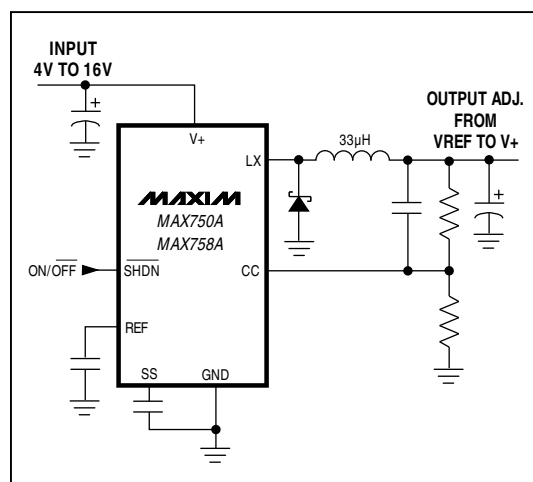 INPUT
4V TO 16V
OUTPUT ADJ.
FROM
VREF TO V+
+
V+
LX
33µH
+
MAXIM
MAX750A
MAX758A
ON/OFF
SHDN
CC
REF
SS
GND